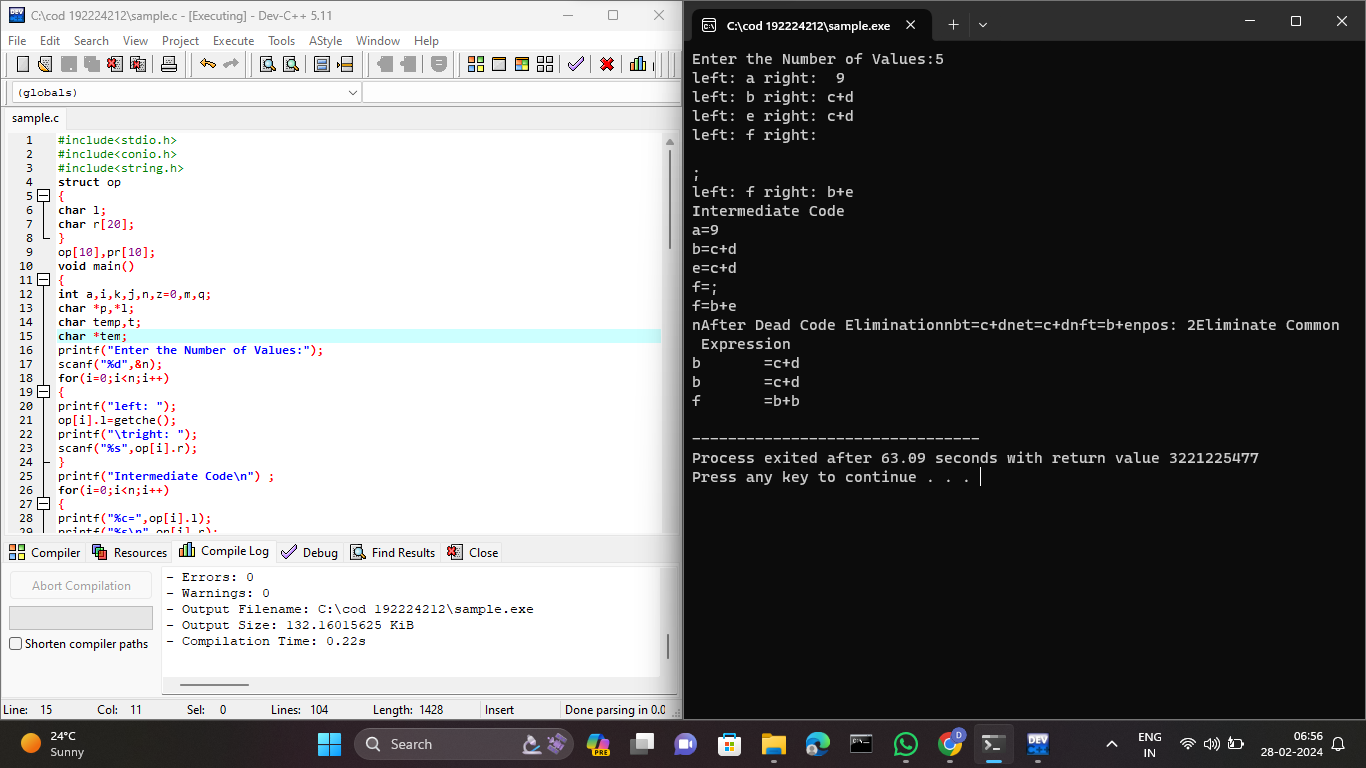 C:\cod 192224212\sample.c - [Executing] - Dev-C++ 5.11
File Edit Search View Project Execute Tools AStyle Window Help
(globals)
sample.c
1 #include<stdio.h>
2 #include<conio.h>
3 #include<string.h>
4 struct op
5 {
6 char l;
7 char r[20];
8 }
9 op[10],pr[10];
10 void main()
11 {
12 int a,i,k,j,n,z=0,m,q;
13 char *p,*l;
14 char temp,t;
15 char *tem;
16 printf("Enter the Number of Values:");
17 scanf("%d",&n);
18 for(i=0;i<n;i++)
19 {
20 printf("left: ");
21 op[i].l=getche();
22 printf("\tright: ");
23 scanf("%s",op[i].r);
24 }
25 printf("Intermediate Code\n") ;
26 for(i=0;i<n;i++)
27 {
28 printf("%c=",op[i].l);
29 printf("%s\n",op[i].r);
Compiler Resources Compile Log Debug Find Results Close
Abort Compilation
Shorten compiler paths
- Errors: 0
- Warnings: 0
- Output Filename: C:\cod 192224212\sample.exe
- Output Size: 132.16015625 KiB
- Compilation Time: 0.22s
Line: 15 Col: 11 Sel: 0 Lines: 104 Length: 1428 Insert Done parsing in 0.0
C:\cod 192224212\sample.exe
Enter the Number of Values:5
left: a right:  9
left: b right: c+d
left: e right: c+d
left: f right:
;
left: f right: b+e
Intermediate Code
a=9
b=c+d
e=c+d
f=;
f=b+e
nAfter Dead Code Eliminationnbt=c+dnet=c+dnft=b+enpos: 2Eliminate Common
Expression
b =c+d
b =c+d
f =b+b
--------------------------------
Process exited after 63.09 seconds with return value 3221225477
Press any key to continue . . .
24°C
Sunny
Search
PRE
D
DEV
ENG
IN
06:56
28-02-2024